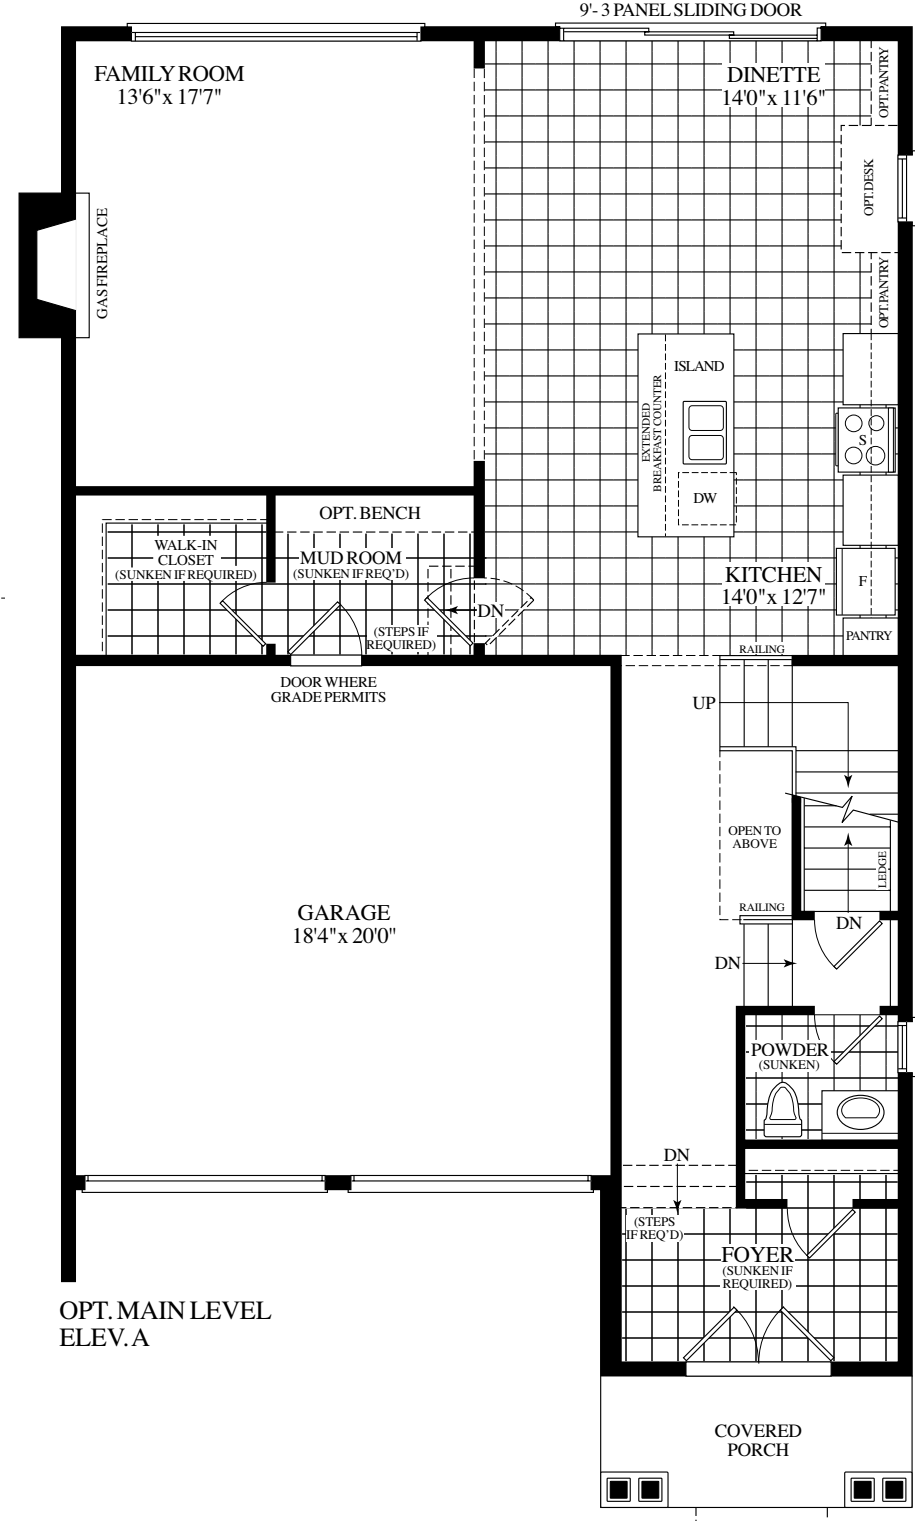 9'- 3 PANEL SLIDING DOOR
FAMILY ROOM
13'6" x 17'7"
DINETTE
14'0" x 11'6"
OPT. PANTRY
OPT. DESK
GAS FIREPLACE
OPT. PANTRY
ISLAND
EXTENDED
BREAKFAST COUNTER
S
DW
OPT. BENCH
WALK-IN
CLOSET
(SUNKEN IF REQUIRED)
MUD ROOM
(SUNKEN IF REQ'D)
KITCHEN
14'0" x 12'7"
F
DN
(STEPS IF
REQUIRED)
PANTRY
RAILING
DOOR WHERE
GRADE PERMITS
UP
OPEN TO
ABOVE
LEDGE
GARAGE
18'4" x 20'0"
RAILING
DN
DN
POWDER
(SUNKEN)
DN
(STEPS
IF REQ'D)
FOYER
(SUNKEN IF
REQUIRED)
OPT. MAIN LEVEL
ELEV. A
COVERED
PORCH